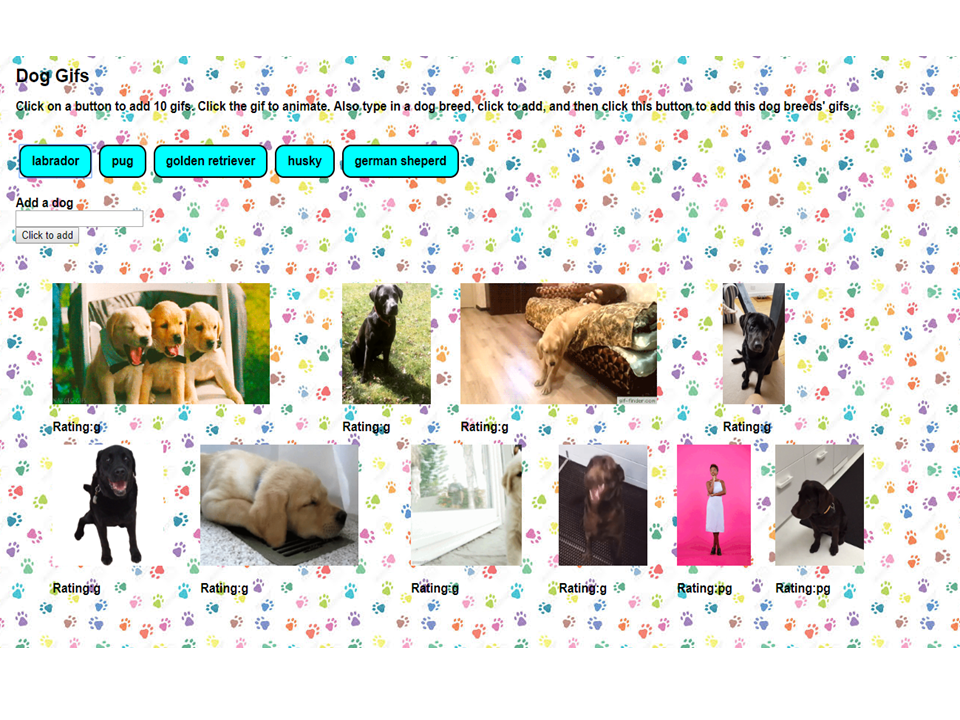 Dog Gifs
Click on a button to add 10 gifs. Click the gif to animate. Also type in a dog breed, click to add, and then click this button to add this dog breeds' gifs.
labrador pug golden retriever husky german sheperd
Add a dog
Click to add
Rating:g Rating:g Rating:g Rating:g
Rating:g Rating:g Rating:g Rating:g Rating:pg Rating:pg